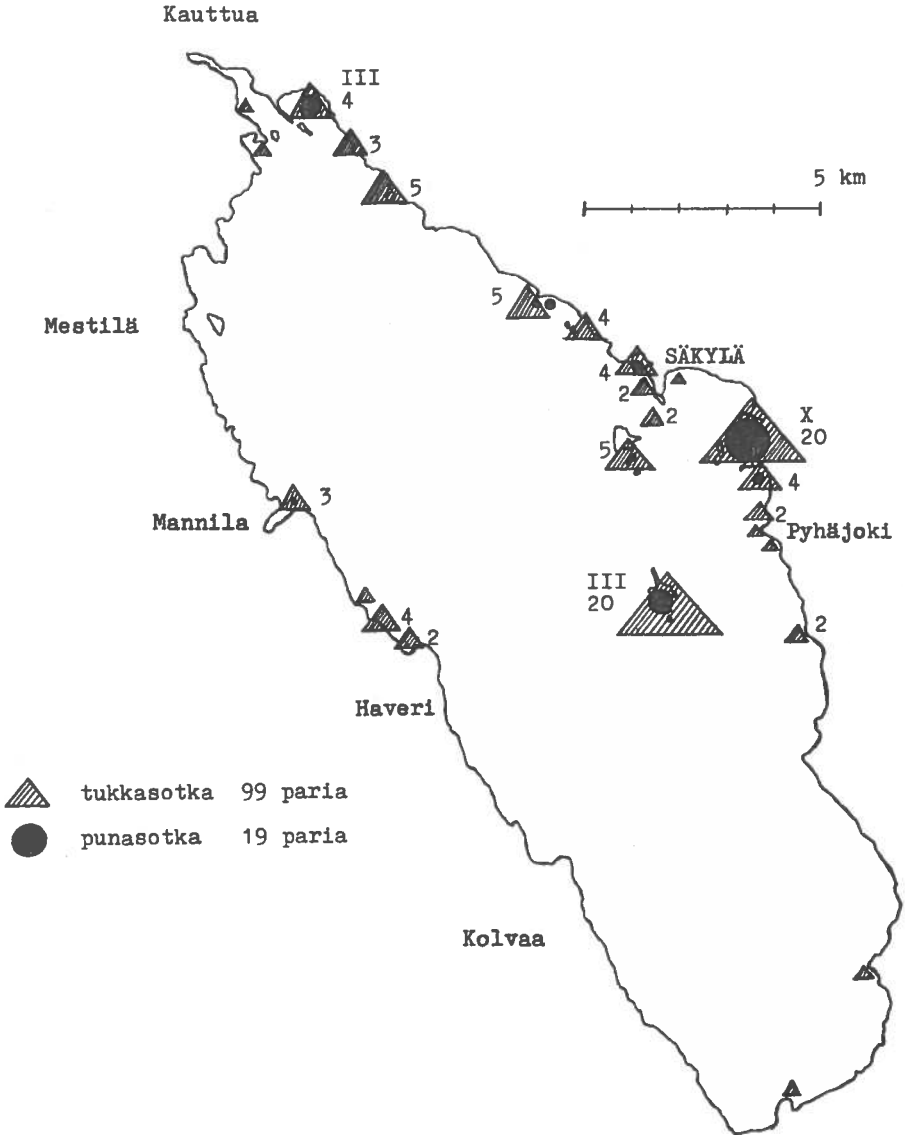 Kauttua
III
4
3
5
5 km
5
4
Mestilä
SÄKYLÄ
4
2
2
X
20
5
4
3
2
Mannila
Pyhäjoki
III
20
4
2
2
Haveri
tukkasotka 99 paria
punasotka 19 paria
Kolvaa